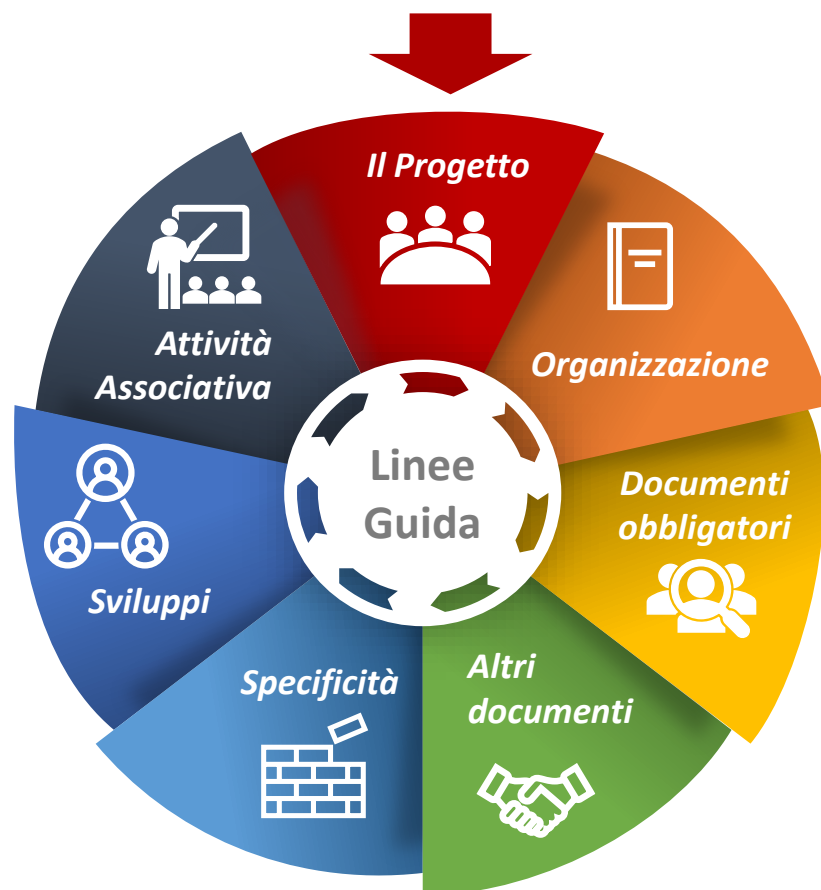 Il Progetto
Organizzazione
Documenti
obbligatori
Altri
documenti
Specificità
Sviluppi
Attività
Associativa
Linee
Guida